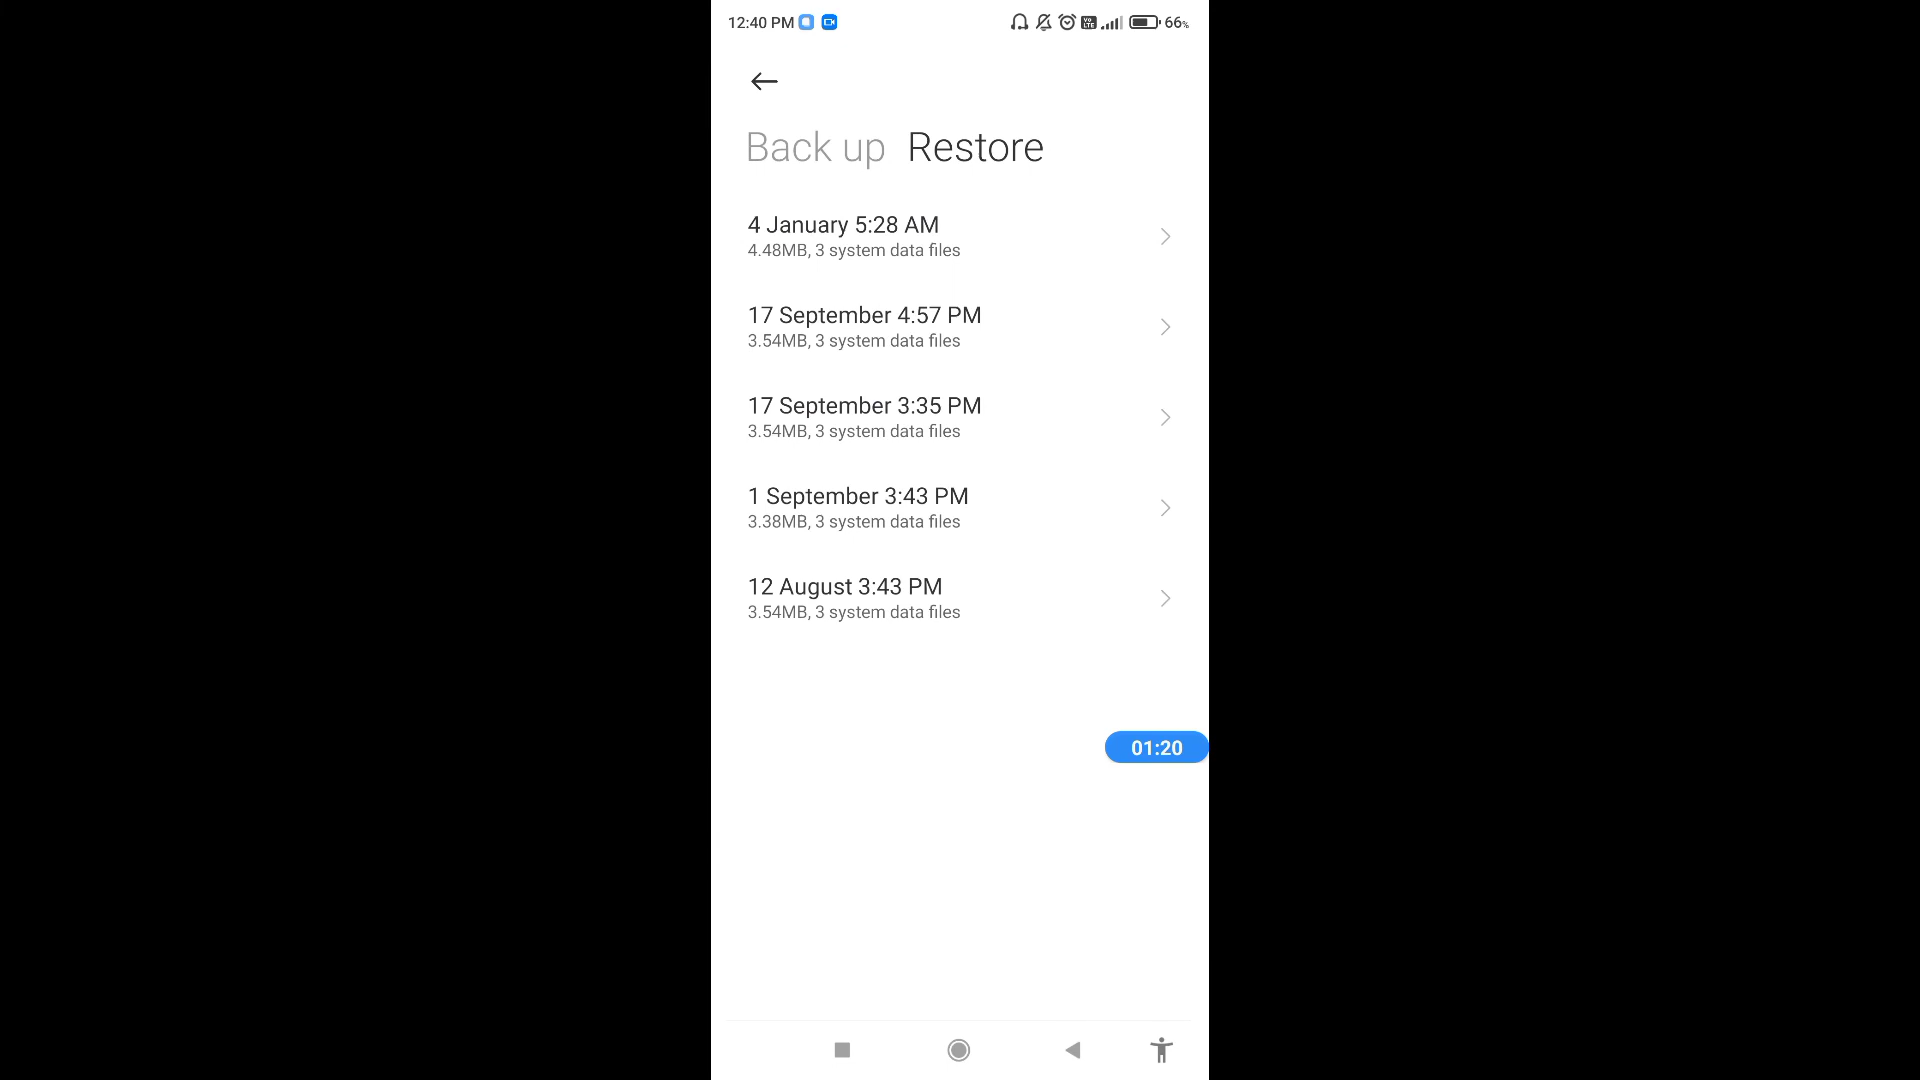 12:40 PM
Vo LTE
66%
Back up Restore
4 January 5:28 AM
4.48MB, 3 system data files
17 September 4:57 PM
3.54MB, 3 system data files
17 September 3:35 PM
3.54MB, 3 system data files
1 September 3:43 PM
3.38MB, 3 system data files
12 August 3:43 PM
3.54MB, 3 system data files
01:20